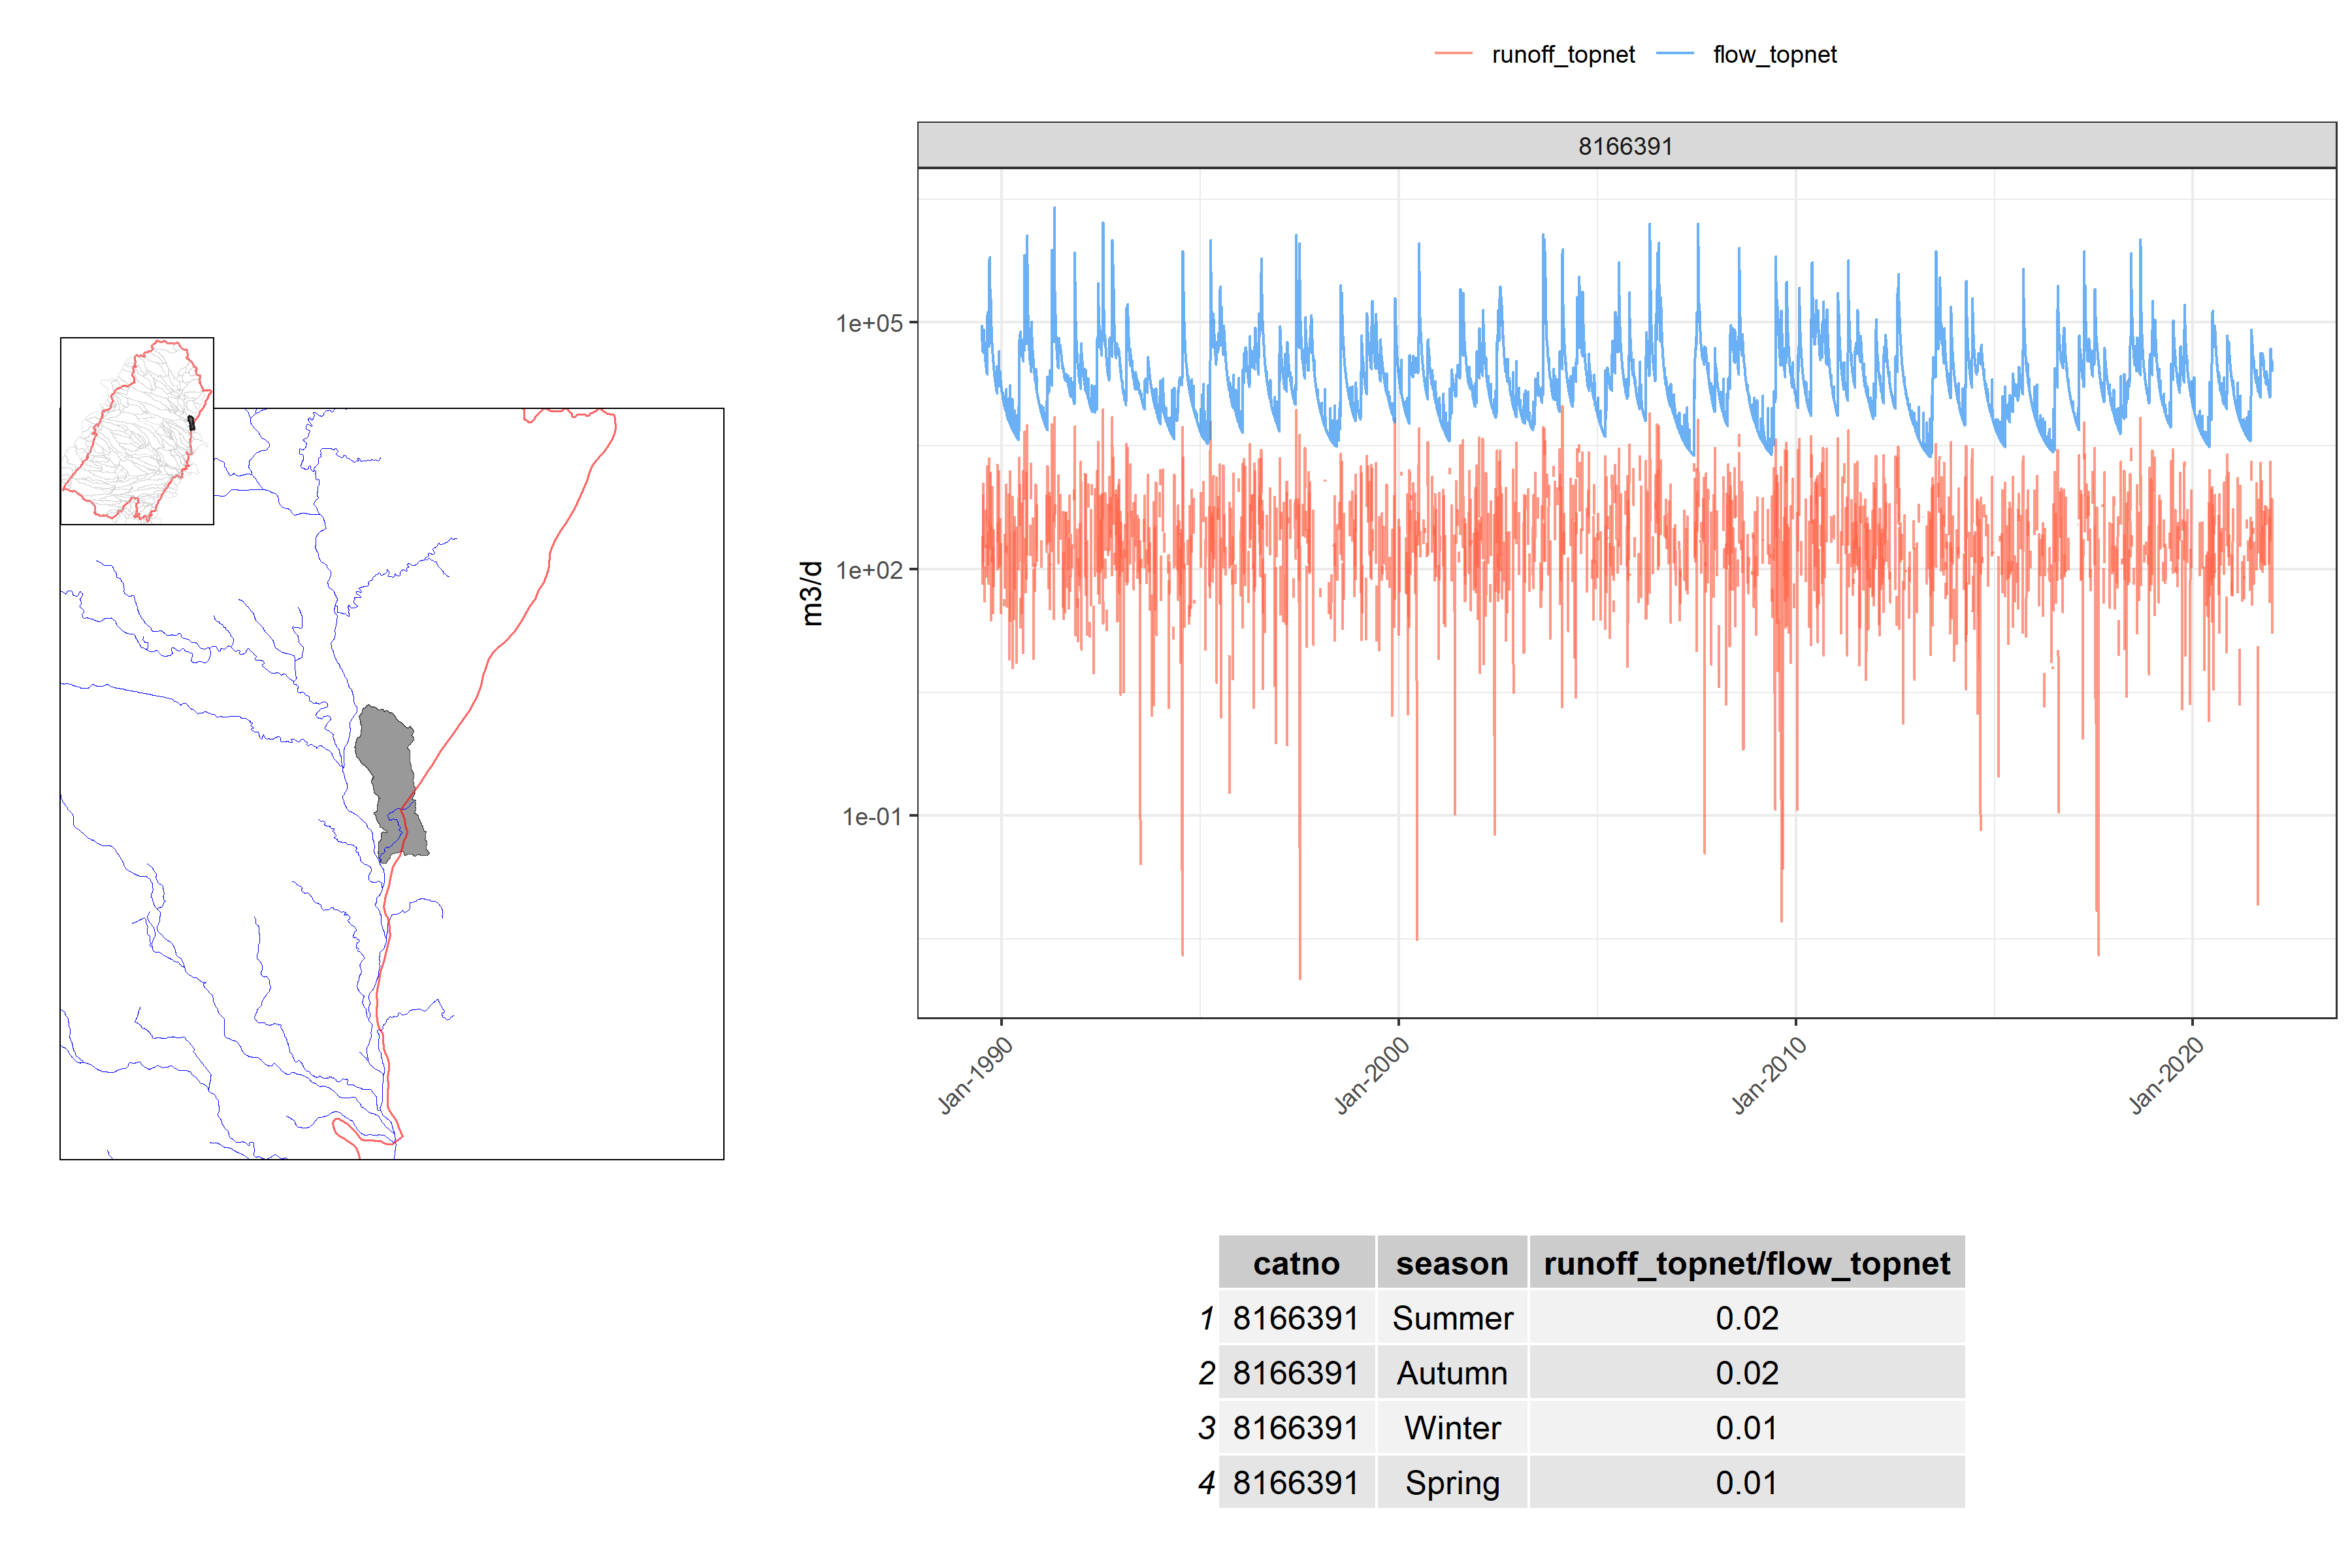 runoff_topnet flow_topnet
8166391
m3/d
1e+05
1e+02
1e-01
Jan-1990 Jan-2000 Jan-2010 Jan-2020
catno season runoff_topnet/flow_topnet
1 8166391 Summer 0.02
2 8166391 Autumn 0.02
3 8166391 Winter 0.01
4 8166391 Spring 0.01